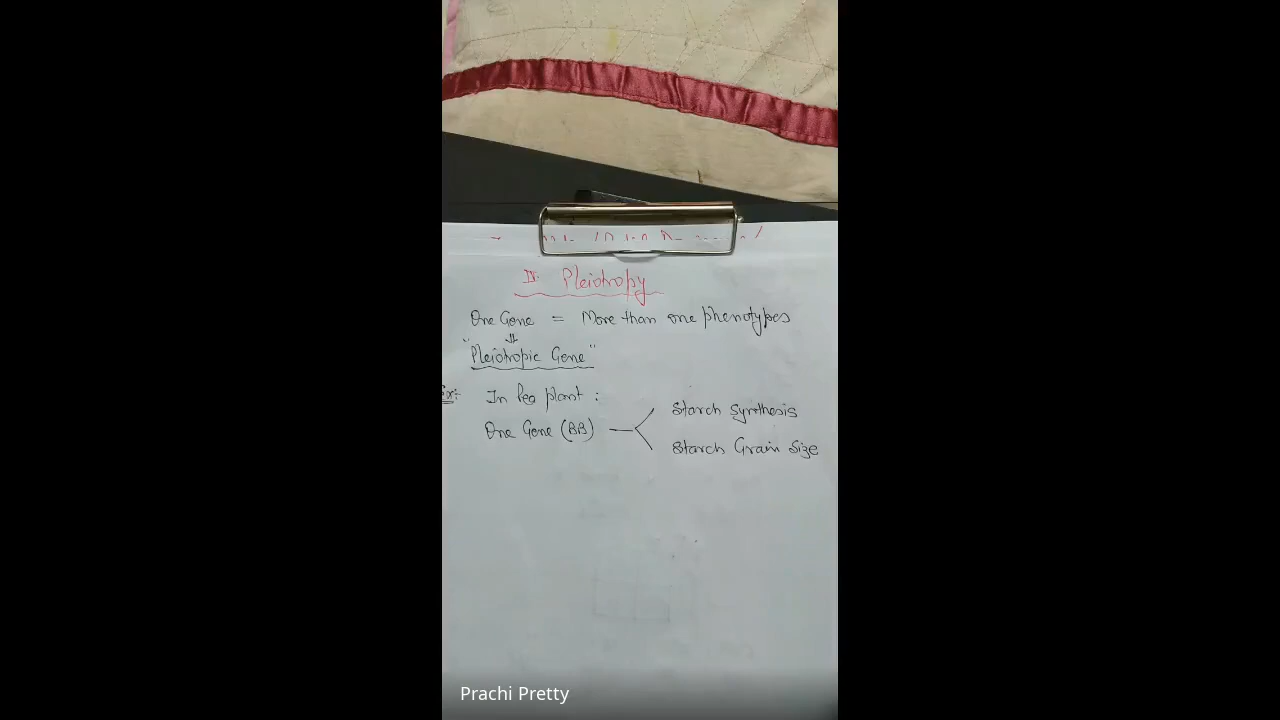 II. Pleiotropy
One Gene = More than one phenotypes
⇓
"Pleiotropic Gene"
Ex:- In Pea plant :
One Gene (BB) Starch Synthesis
Starch Grain Size
Prachi Pretty